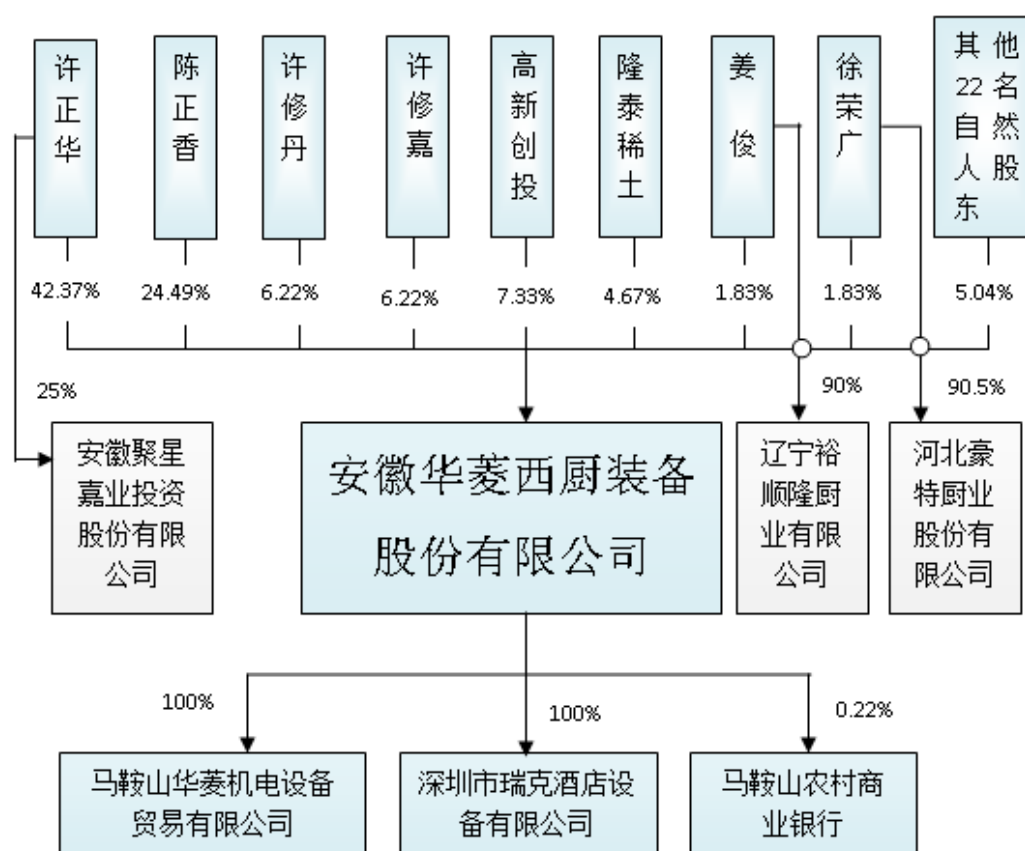 许正华
陈正香
许修丹
许修嘉
高新创投
隆泰稀土
姜俊
徐荣广
其他
22名
自然
人股
东
42.37%
24.49%
6.22%
6.22%
7.33%
4.67%
1.83%
1.83%
5.04%
25%
90%
90.5%
安徽聚星
嘉业投资
股份有限
公司
安徽华菱西厨装备
股份有限公司
辽宁裕
顺隆厨
业有限
公司
河北豪
特厨业
股份有
限公司
100%
100%
0.22%
马鞍山华菱机电设备
贸易有限公司
深圳市瑞克酒店设
备有限公司
马鞍山农村商
业银行